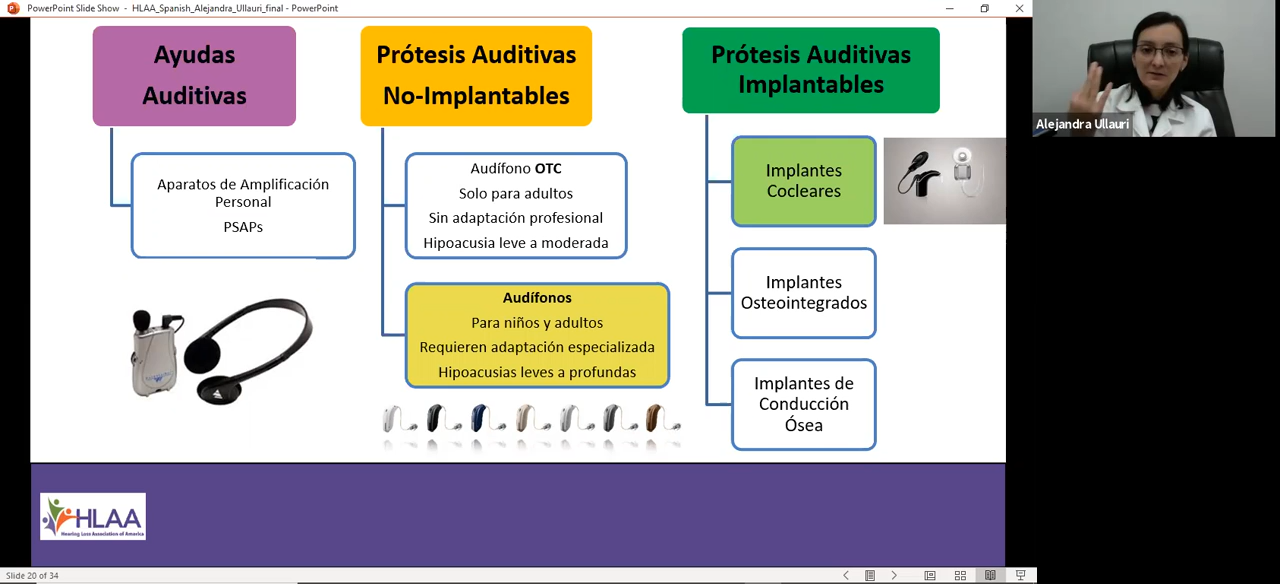 PowerPoint Slide Show - HLAA_Spanish_Alejandra_Ullauri_final - PowerPoint
Ayudas
Auditivas
Aparatos de Amplificación
Personal
PSAPs
Prótesis Auditivas
No-Implantables
Audífono OTC
Solo para adultos
Sin adaptación profesional
Hipoacusia leve a moderada
Audífonos
Para niños y adultos
Requieren adaptación especializada
Hipoacusias leves a profundas
Prótesis Auditivas
Implantables
Implantes
Cocleares
Implantes
Osteointegrados
Implantes de
Conducción
Ósea
Alejandra Ullauri
HLAA
Hearing Loss Association of America
Slide 20 of 34